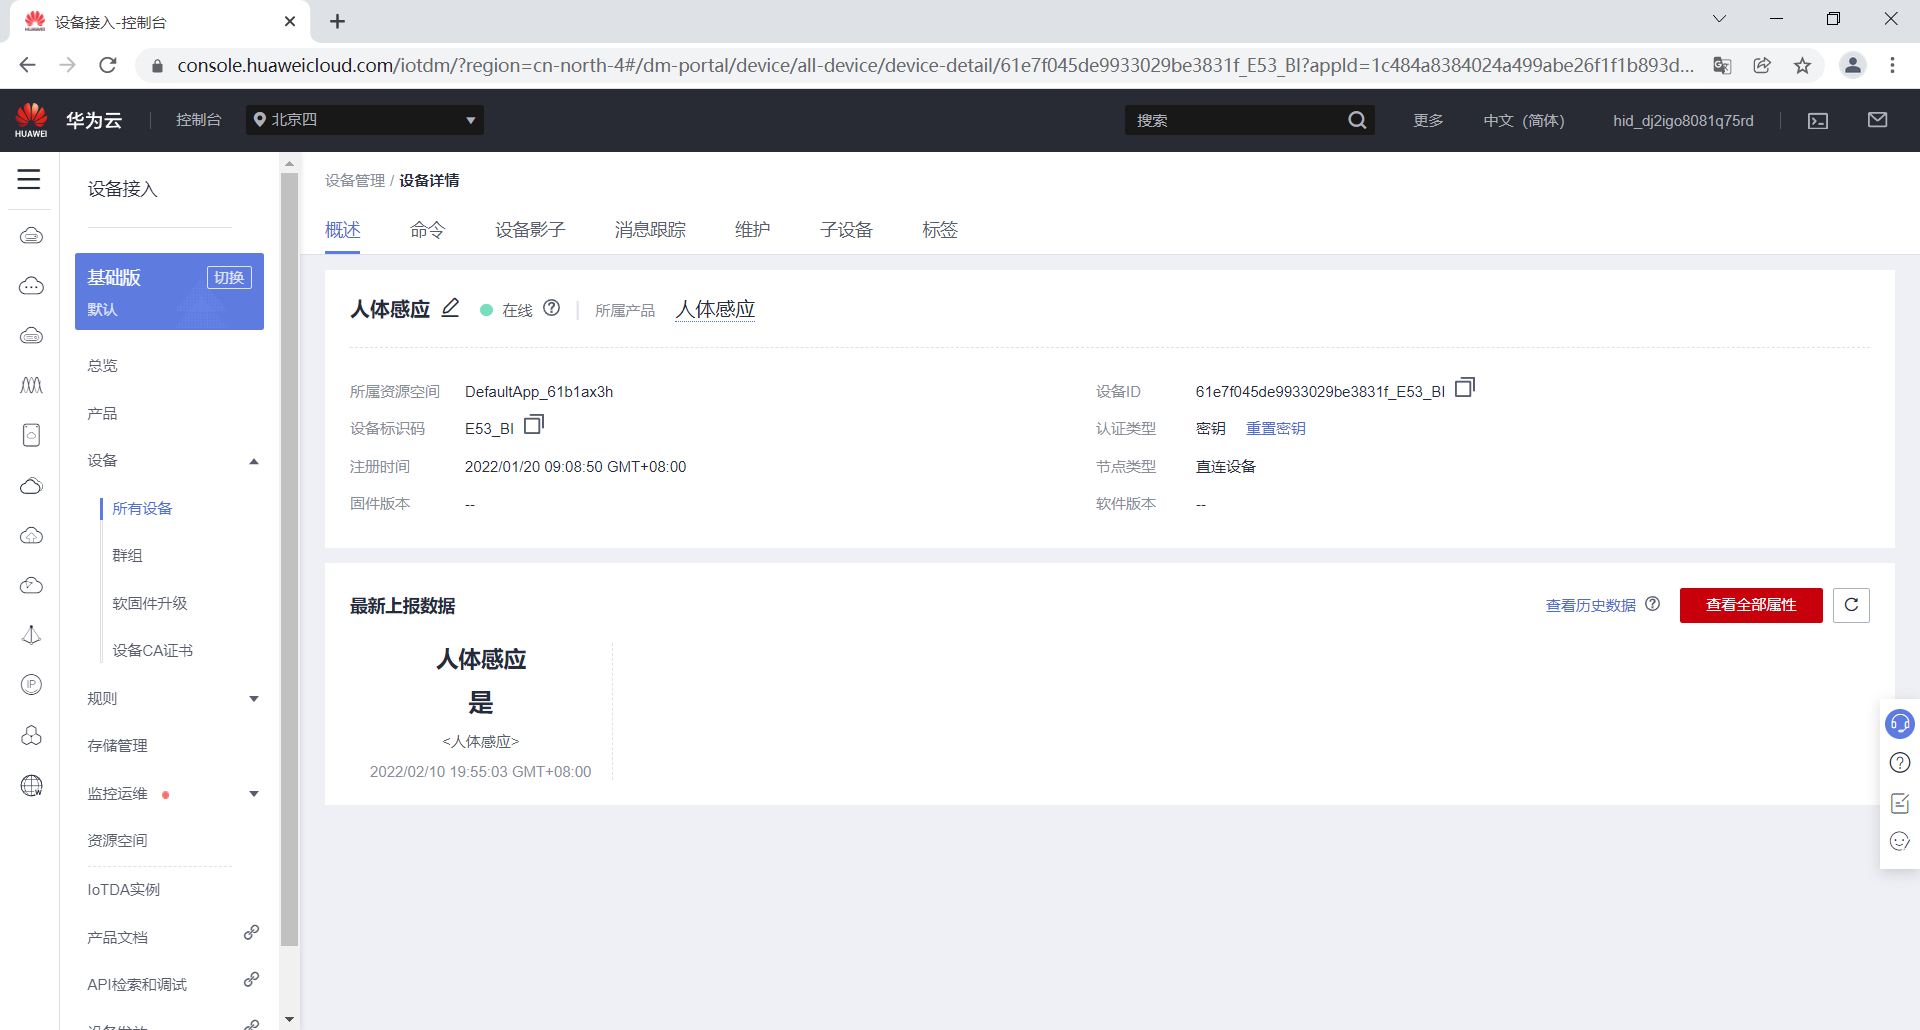 设备接入-控制台
console.huaweicloud.com/iotdm/?region=cn-north-4#/dm-portal/device/all-device/device-detail/61e7f045de9933029be3831f_E53_BI?appId=1c484a8384024a499abe26f1f1b893d...
HUAWEI
华为云
控制台
北京四
搜索
更多
中文（简体）
hid_dj2igo8081q75rd
设备接入
基础版
切换
默认
总览
产品
设备
所有设备
群组
软固件升级
设备CA证书
规则
存储管理
监控运维
资源空间
IoTDA实例
产品文档
API检索和调试
设备管理 / 设备详情
概述 命令 设备影子 消息跟踪 维护 子设备 标签
人体感应 在线 所属产品 人体感应
所属资源空间 DefaultApp_61b1ax3h
设备ID 61e7f045de9933029be3831f_E53_BI
设备标识码 E53_BI
认证类型 密钥 重置密钥
注册时间 2022/01/20 09:08:50 GMT+08:00
节点类型 直连设备
固件版本 --
软件版本 --
最新上报数据
查看历史数据
查看全部属性
人体感应
是
<人体感应>
2022/02/10 19:55:03 GMT+08:00